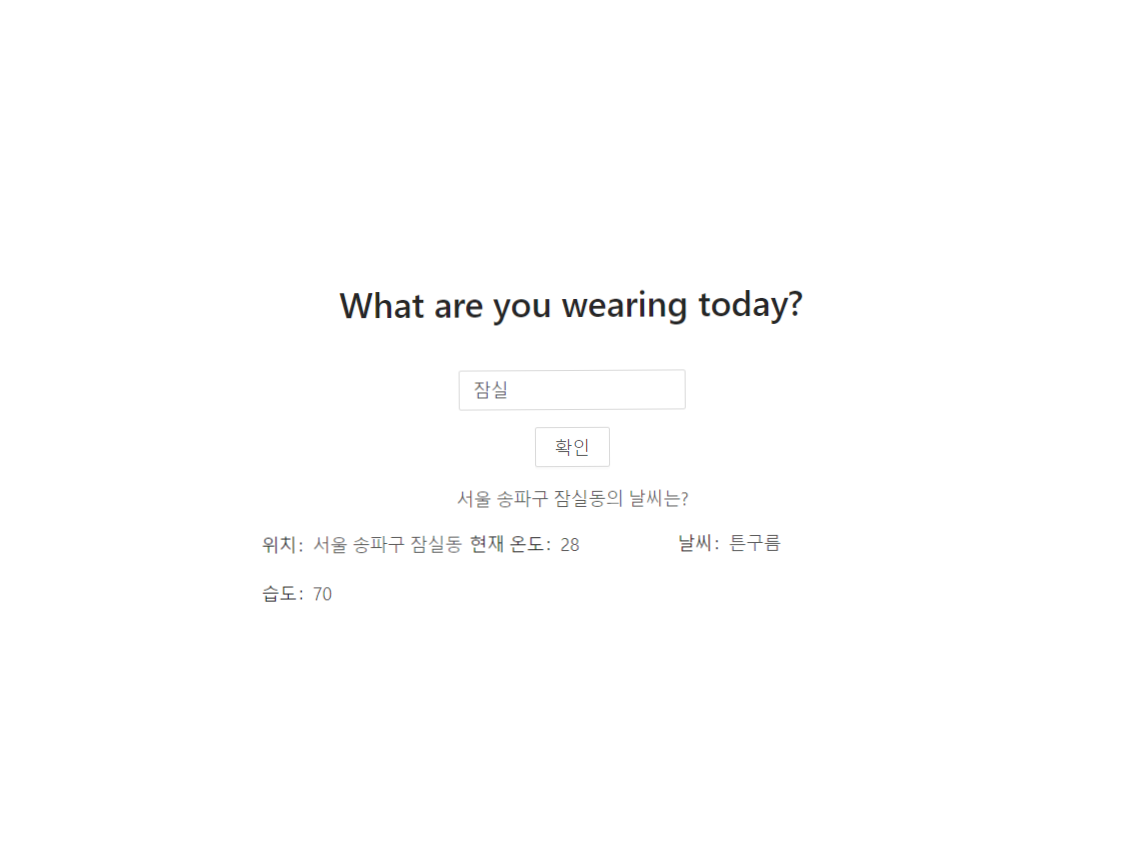 What are you wearing today?
잠실
확인
서울 송파구 잠실동의 날씨는?
위치: 서울 송파구 잠실동 현재 온도: 28 날씨: 튼구름
습도: 70